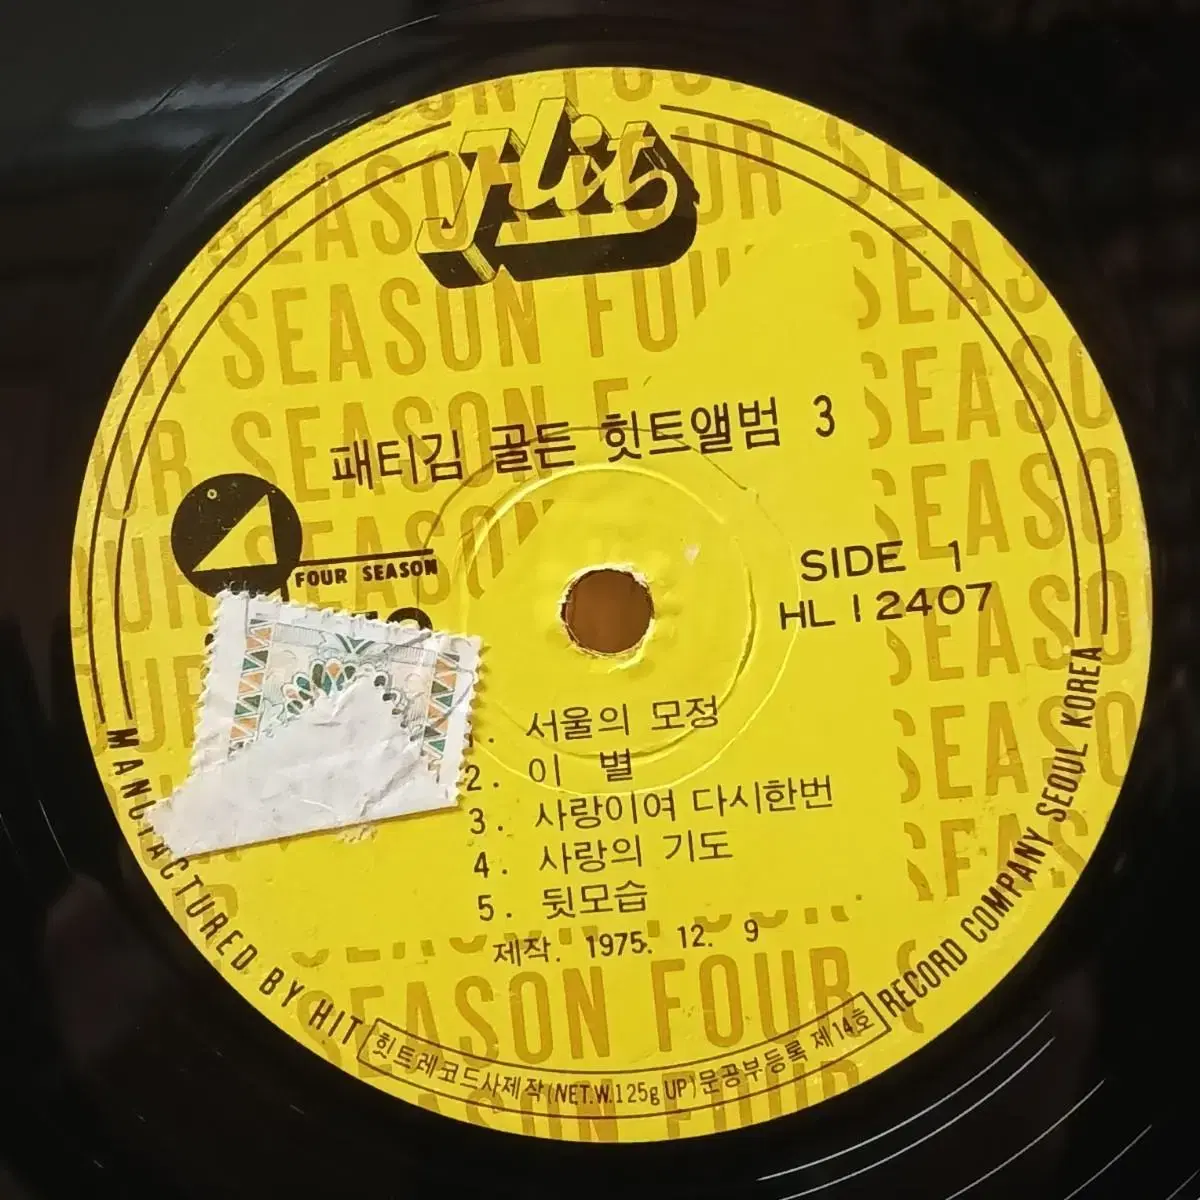 Hit
패티김 골든 힛트앨범 3
FOUR SEASON
SIDE 1
HL 12407
서울의 모정
2. 이 별
3. 사랑이여 다시한번
4. 사랑의 기도
5. 뒷모습
제작. 1975. 12. 9
MANUFACTURED BY HIT
RECORD COMPANY SEOUL KOREA
힛트레코드사제작(NET.W.125g UP)문공부등록 제14호
SEASON FOUR